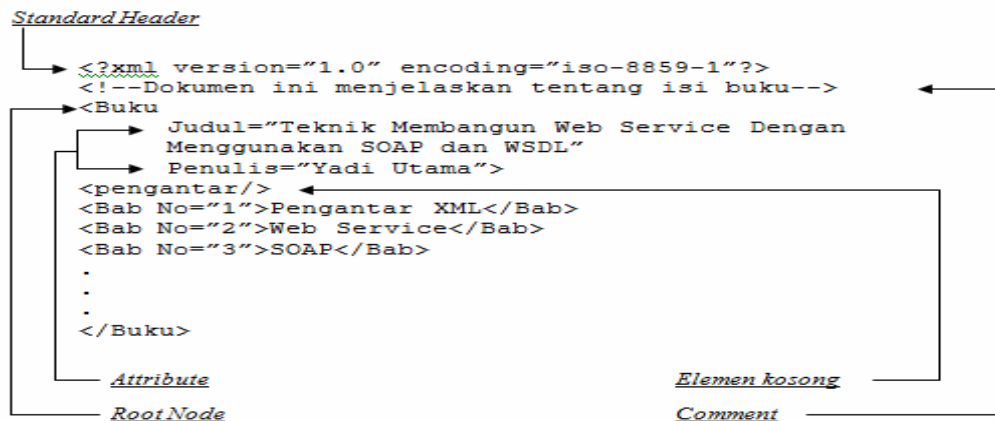 Standard Header
<?xml version="1.0" encoding="iso-8859-1"?>
<!--Dokumen ini menjelaskan tentang isi buku-->
<Buku
Judul="Teknik Membangun Web Service Dengan
Menggunakan SOAP dan WSDL"
Penulis="Yadi Utama">
<pengantar/>
<Bab No="1">Pengantar XML</Bab>
<Bab No="2">Web Service</Bab>
<Bab No="3">SOAP</Bab>
.
.
.
</Buku>
Attribute Elemen kosong
Root Node Comment